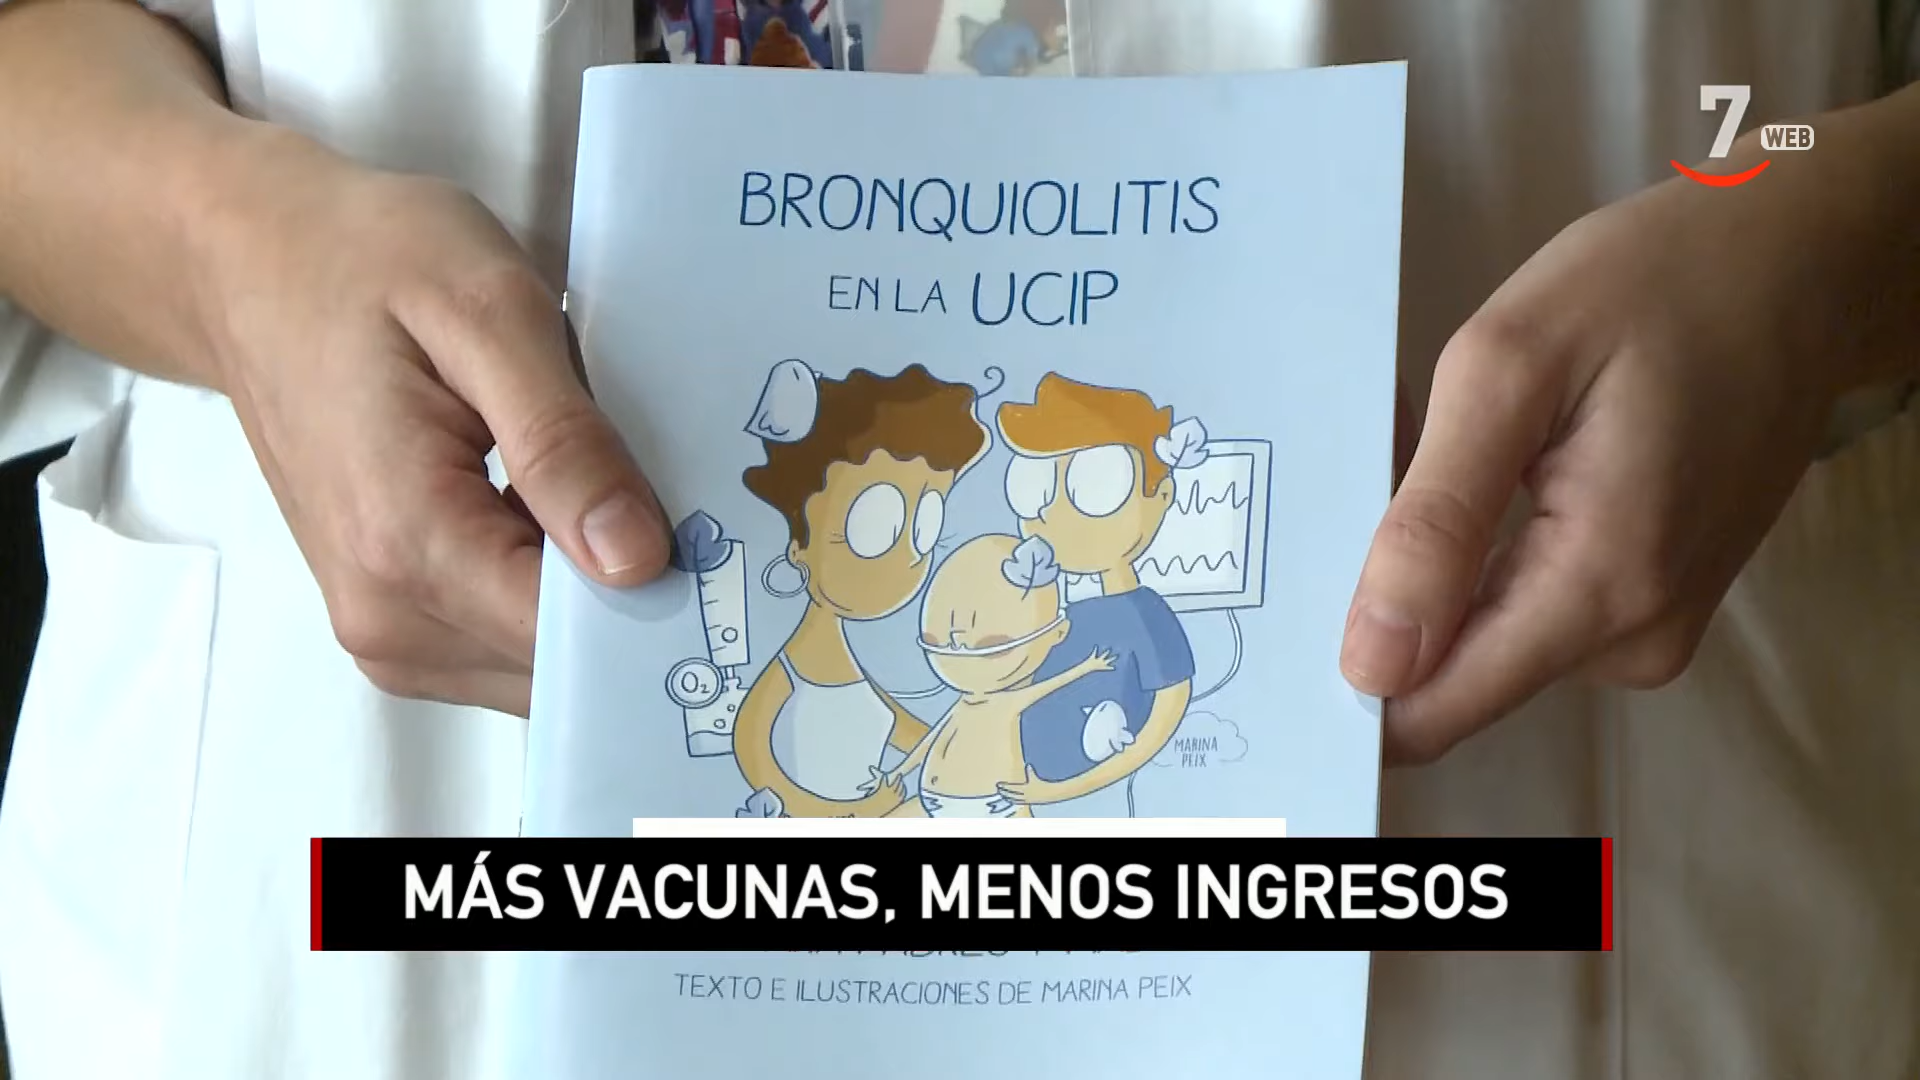 7
WEB
BRONQUIOLITIS
EN LA UCIP
O2
MARINA
PEIX
MÁS VACUNAS, MENOS INGRESOS
TEXTO E ILUSTRACIONES DE MARINA PEIX